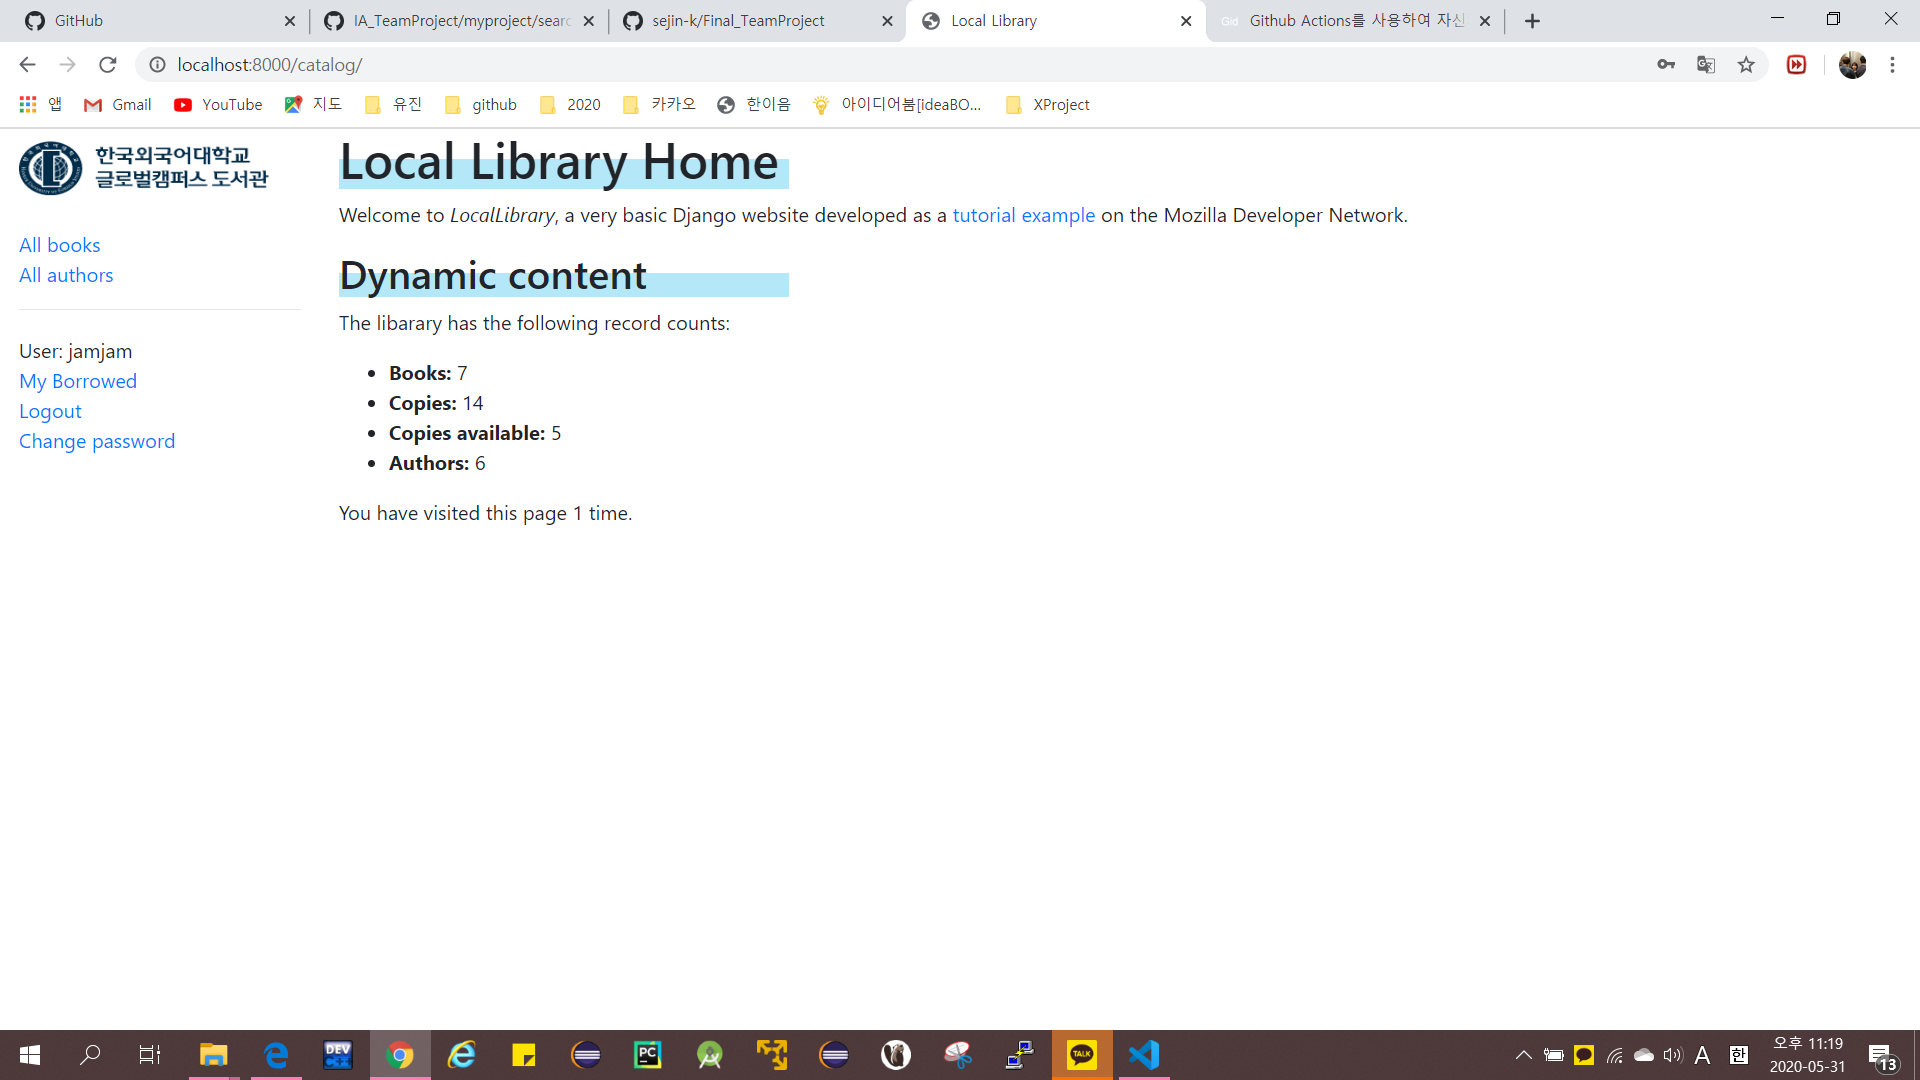 GitHub
IA_TeamProject/myproject/searc
sejin-k/Final_TeamProject
Local Library
Gid
Github Actions를 사용하여 자신
localhost:8000/catalog/
앱
Gmail
YouTube
지도
유진
github
2020
카카오
한이음
아이디어봄[ideaBO...
XProject
한국외국어대학교
글로벌캠퍼스 도서관
All books
All authors
User: jamjam
My Borrowed
Logout
Change password
Local Library Home
Welcome to LocalLibrary, a very basic Django website developed as a tutorial example on the Mozilla Developer Network.
Dynamic content
The libarary has the following record counts:
• Books: 7
• Copies: 14
• Copies available: 5
• Authors: 6
You have visited this page 1 time.
DEV
C++
PC
TALK
A
한
오후 11:19
2020-05-31
13